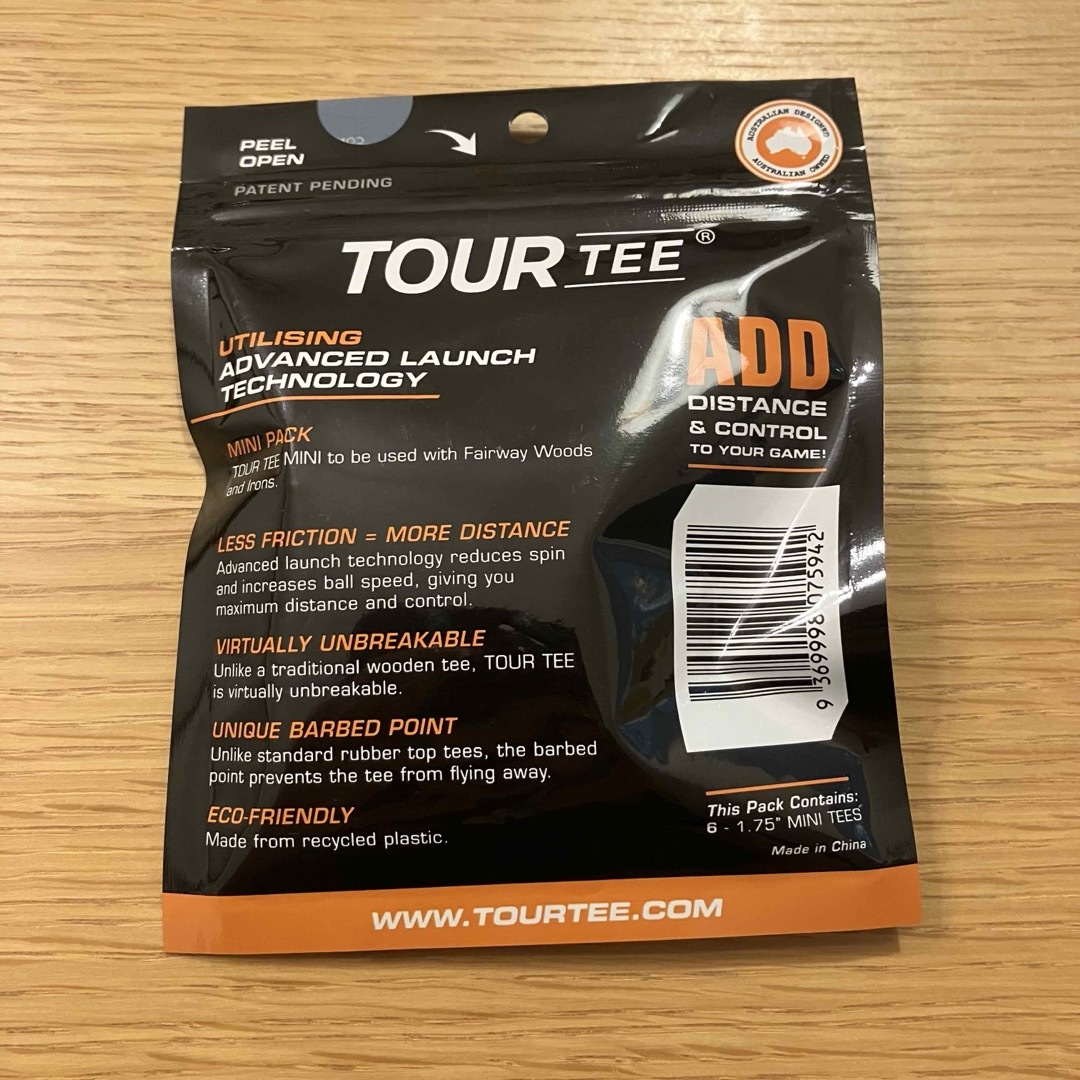 PEEL
OPEN
PATENT PENDING
AUSTRALIAN DESIGNED
AUSTRALIAN OWNED
TOUR TEE®
UTILISING
ADVANCED LAUNCH
TECHNOLOGY
ADD
DISTANCE
& CONTROL
TO YOUR GAME!
MINI PACK
TOUR TEE MINI to be used with Fairway Woods
and Irons.
LESS FRICTION = MORE DISTANCE
Advanced launch technology reduces spin
and increases ball speed, giving you
maximum distance and control.
VIRTUALLY UNBREAKABLE
Unlike a traditional wooden tee, TOUR TEE
is virtually unbreakable.
UNIQUE BARBED POINT
Unlike standard rubber top tees, the barbed
point prevents the tee from flying away.
ECO-FRIENDLY
Made from recycled plastic.
9 369998 075942
This Pack Contains:
6 - 1.75" MINI TEES
Made in China
WWW.TOURTEE.COM